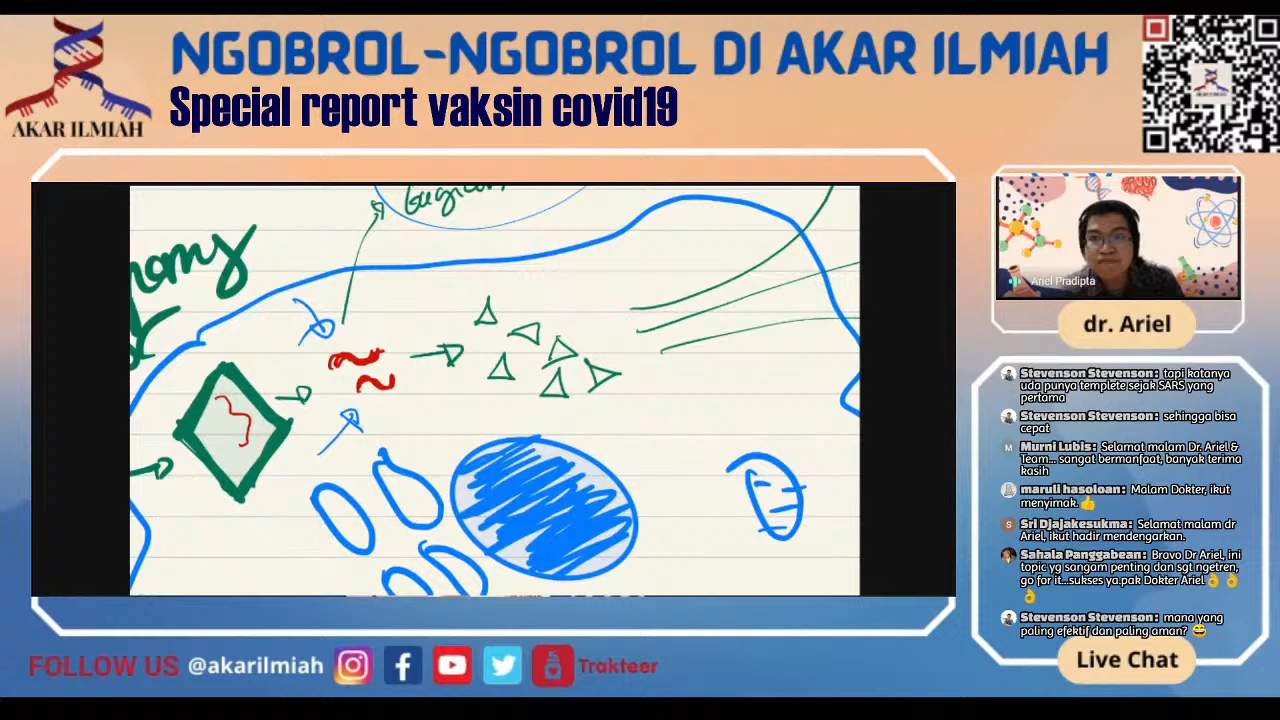 NGOBROL-NGOBROL DI AKAR ILMIAH
Special report vaksin covid19
AKAR ILMIAH
Ariel Pradipta
dr. Ariel
Stevenson Stevenson : tapi katanya
uda punya templete sejak SARS yang
pertama
Stevenson Stevenson : sehingga bisa
cepat
M Murni Lubis : Selamat malam Dr. Ariel &
Team... sangat bermanfaat, banyak terima
kasih
maruli hasoloan : Malam Dokter, ikut
menyimak.👍
S Sri Djajakesukma : Selamat malam dr
Ariel, ikut hadir mendengarkan.
Sahala Panggabean : Bravo Dr Ariel, ini
topic yg sangam penting dan sgt ngetren,
go for it...sukses ya.pak Dokter Ariel👌👌
👌
Stevenson Stevenson : mana yang
paling efektif dan paling aman? 😄
Live Chat
FOLLOW US @akarilmiah
Trakteer